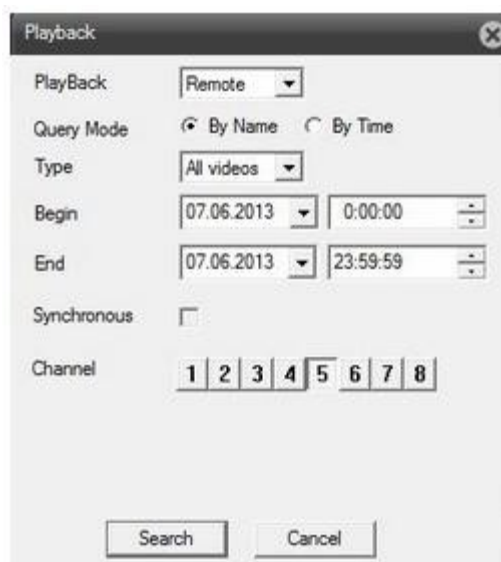 Playback
PlayBack Remote
Query Mode By Name By Time
Type All videos
Begin 07.06.2013 0:00:00
End 07.06.2013 23:59:59
Synchronous
Channel 1 2 3 4 5 6 7 8
Search Cancel